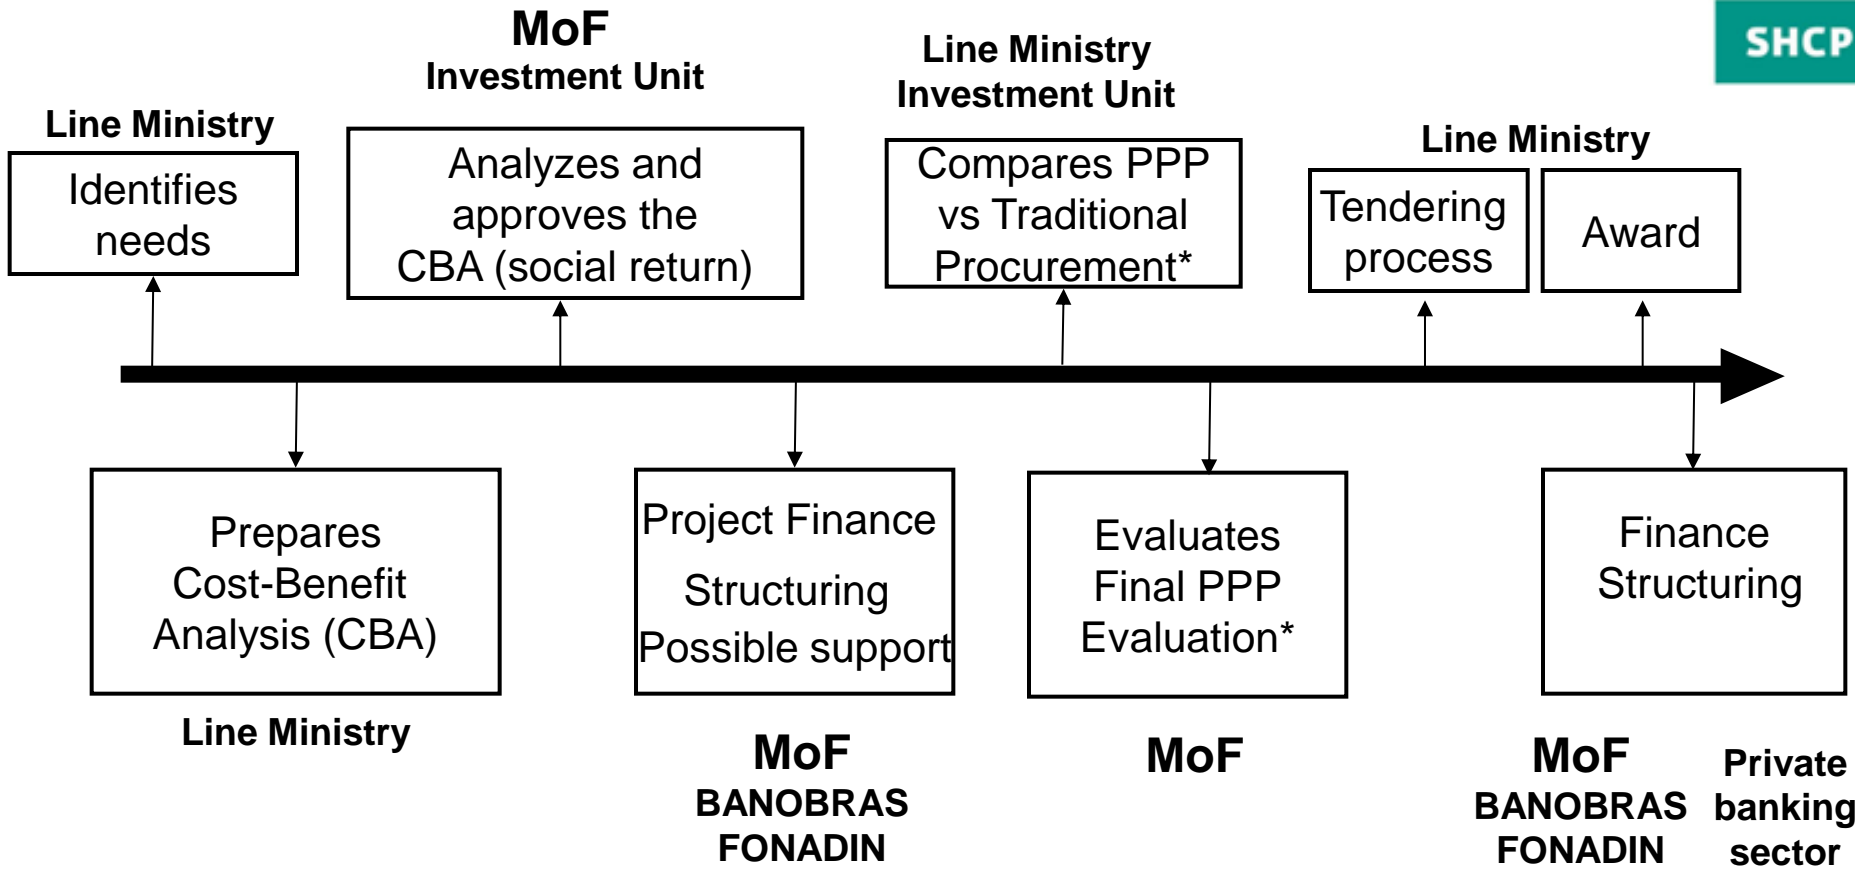 SHCP
MoF
Investment Unit
Line Ministry
Investment Unit
Line Ministry
Line Ministry
Identifies
needs
Analyzes and
approves the
CBA (social return)
Compares PPP
vs Traditional
Procurement*
Tendering
process
Award
Prepares
Cost-Benefit
Analysis (CBA)
Project Finance
Structuring
Possible support
Evaluates
Final PPP
Evaluation*
Finance
Structuring
Line Ministry
MoF
BANOBRAS
FONADIN
MoF
MoF
BANOBRAS
FONADIN
Private
banking
sector